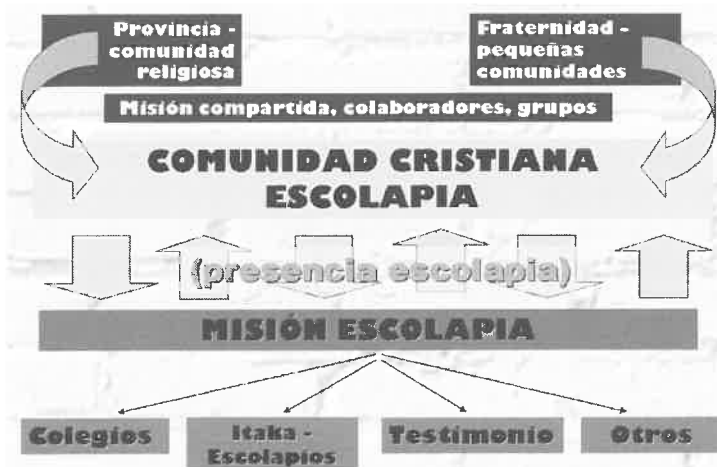 Provincia -
comunidad
religiosa
Fraternidad -
pequeñas
comunidades
Misión compartida, colaboradores, grupos
COMUNIDAD CRISTIANA
ESCOLAPIA
(presencia escolapia)
MISIÓN ESCOLAPIA
Colegios
Itaka -
Escolapios
Testimonio
Otros